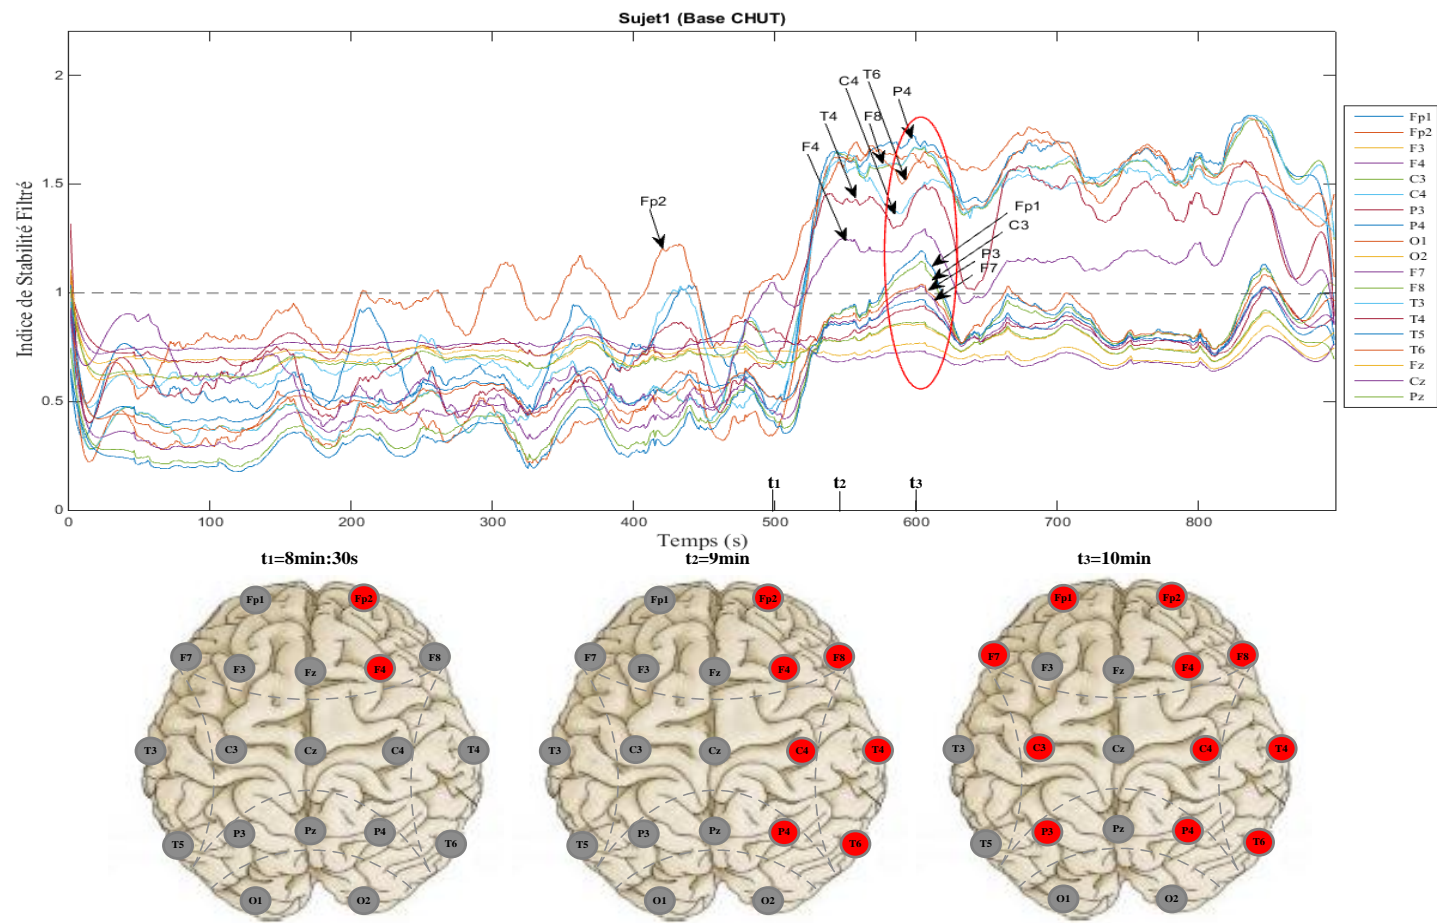 Sujet1 (Base CHUT)
Indice de Stabilité Filtré
2
1.5
1
0.5
0
T6
C4
P4
F8
T4
F4
Fp2
Fp1
C3
P3
F7
t1
t2
t3
0 100 200 300 400 500 600 700 800
Temps (s)
Fp1
Fp2
F3
F4
C3
C4
P3
P4
O1
O2
F7
F8
T3
T4
T5
T6
Fz
Cz
Pz
t1=8min:30s
Fp1 Fp2
F7 F3 Fz F4 F8
T3 C3 Cz C4 T4
T5 P3 Pz P4 T6
O1 O2
t2=9min
Fp1 Fp2
F7 F3 Fz F4 F8
T3 C3 Cz C4 T4
T5 P3 Pz P4 T6
O1 O2
t3=10min
Fp1 Fp2
F7 F3 Fz F4 F8
T3 C3 Cz C4 T4
T5 P3 Pz P4 T6
O1 O2